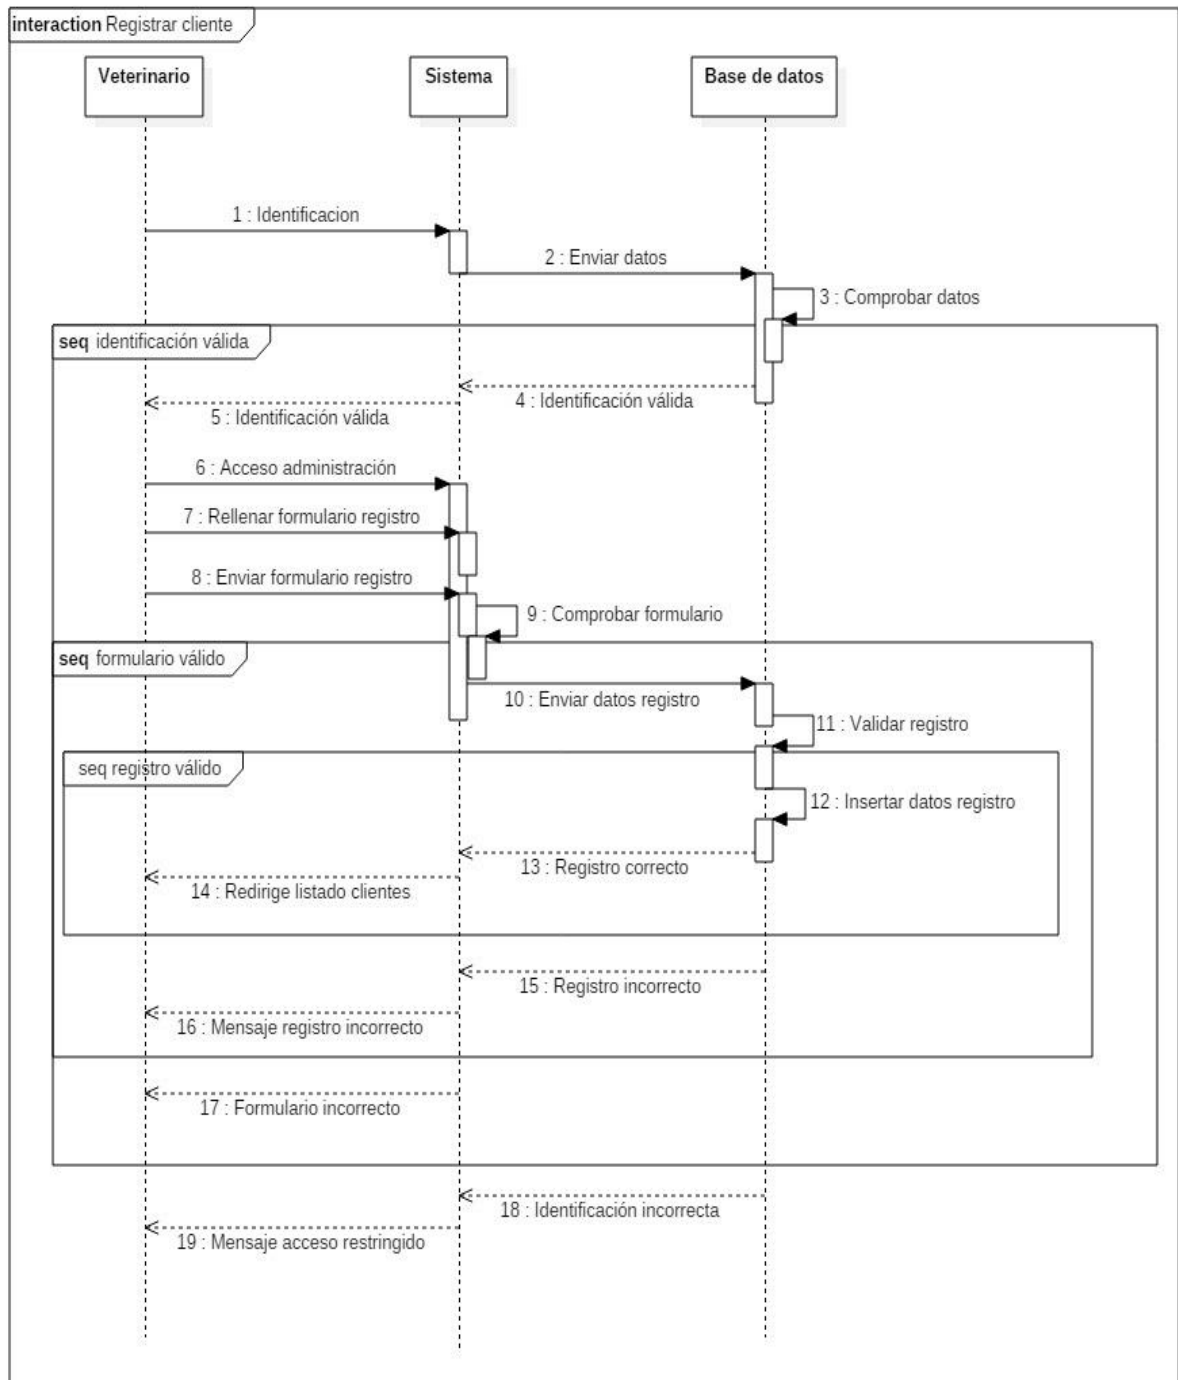 interaction Registrar cliente
Veterinario
Sistema
Base de datos
1 : Identificacion
2 : Enviar datos
3 : Comprobar datos
seq identificación válida
4 : Identificación válida
5 : Identificación válida
6 : Acceso administración
7 : Rellenar formulario registro
8 : Enviar formulario registro
9 : Comprobar formulario
seq formulario válido
10 : Enviar datos registro
11 : Validar registro
seq registro válido
12 : Insertar datos registro
13 : Registro correcto
14 : Redirige listado clientes
15 : Registro incorrecto
16 : Mensaje registro incorrecto
17 : Formulario incorrecto
18 : Identificación incorrecta
19 : Mensaje acceso restringido